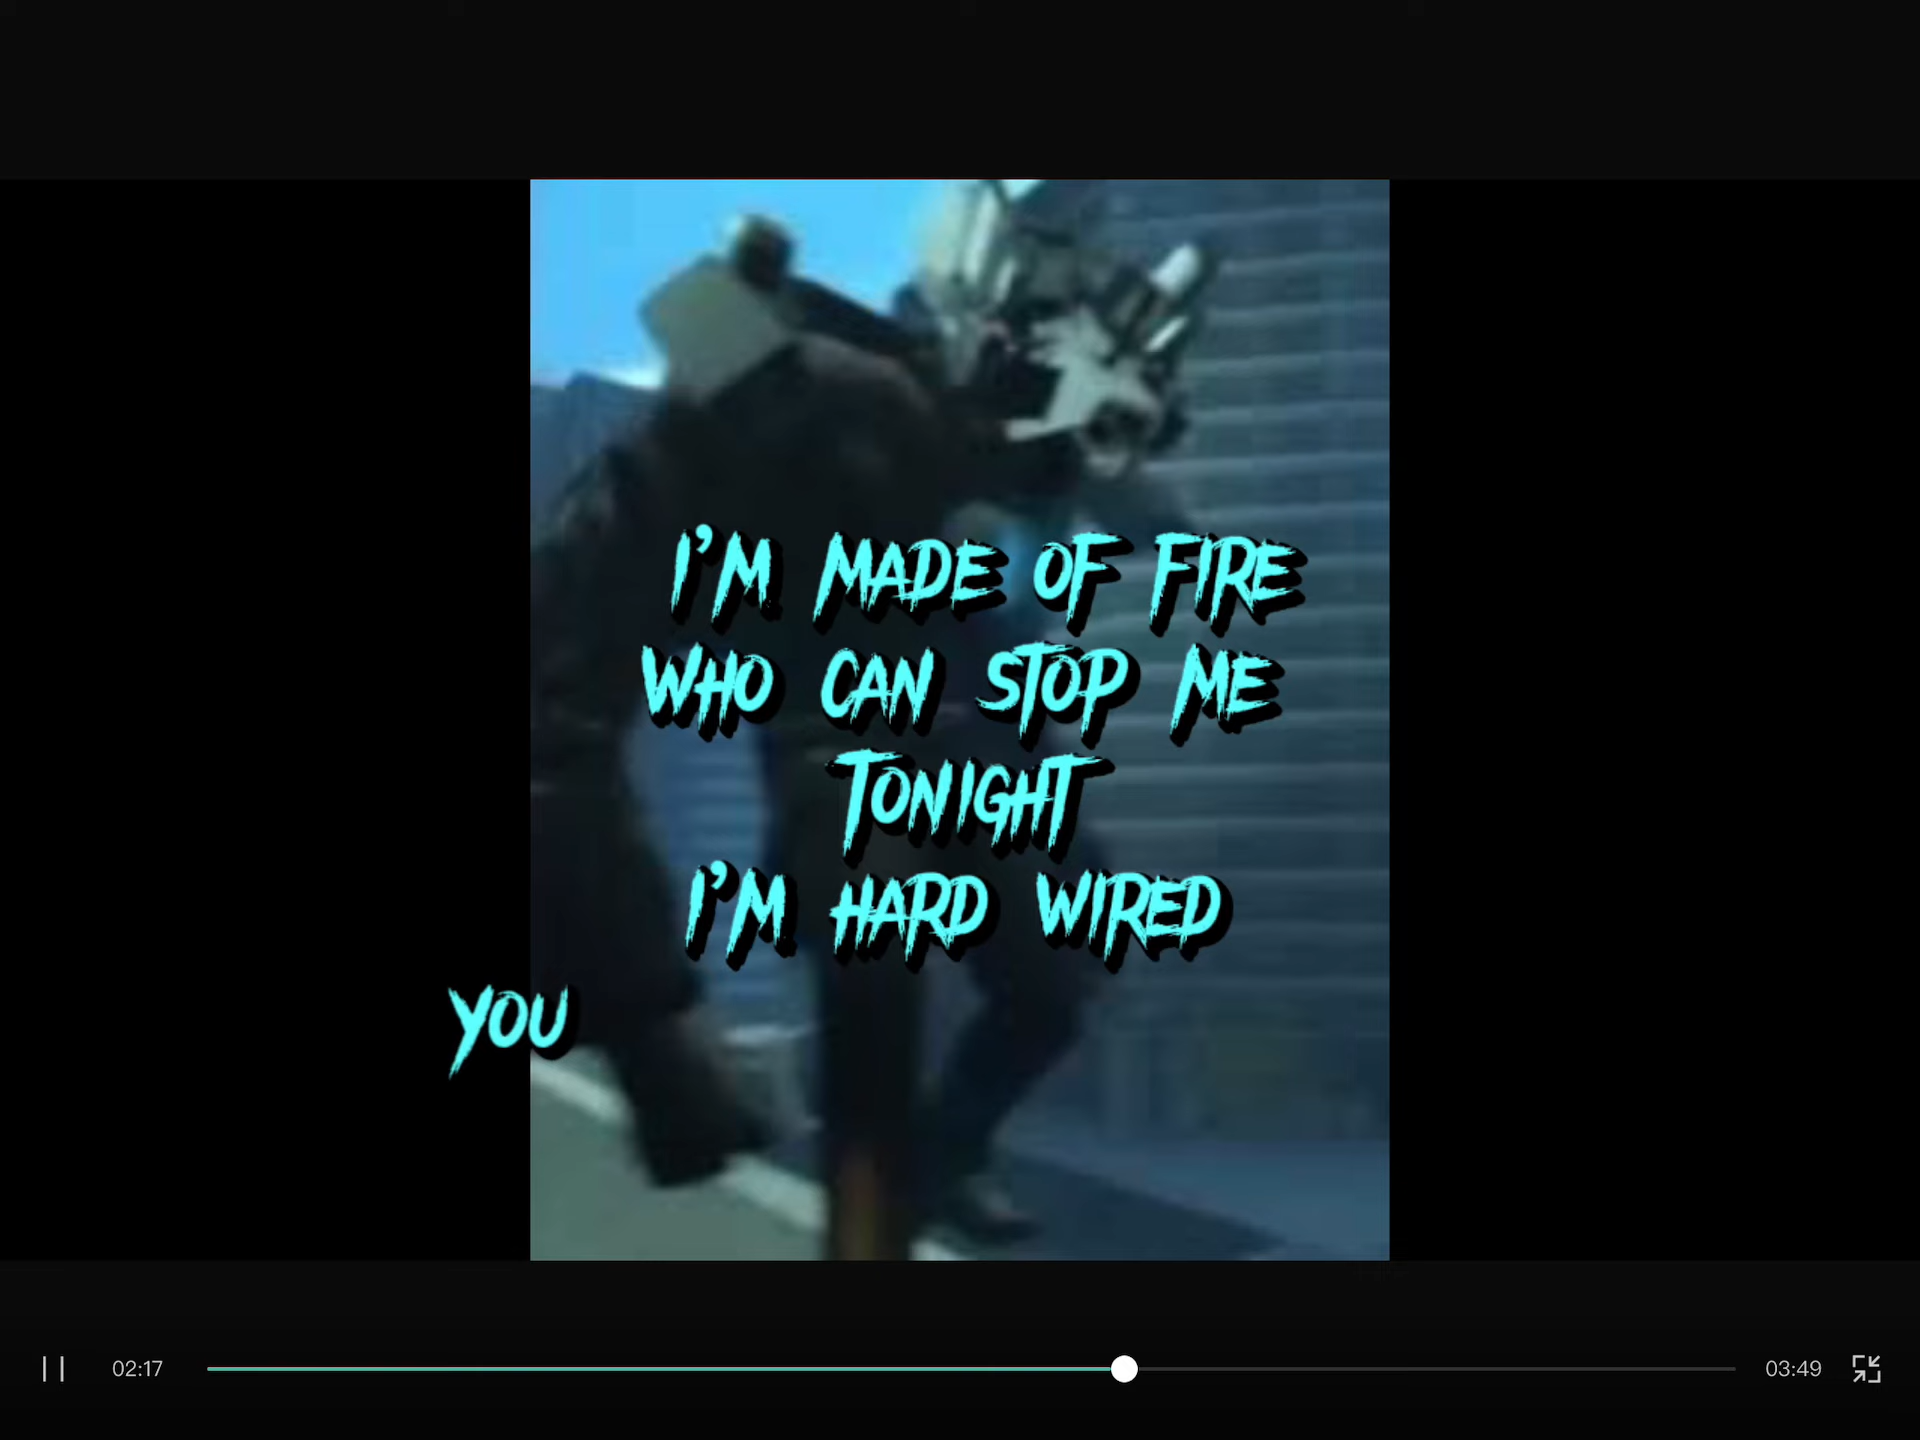 I'M MADE OF FIRE
WHO CAN STOP ME
TONIGHT
I'M HARD WIRED
YOU
02:17
03:49